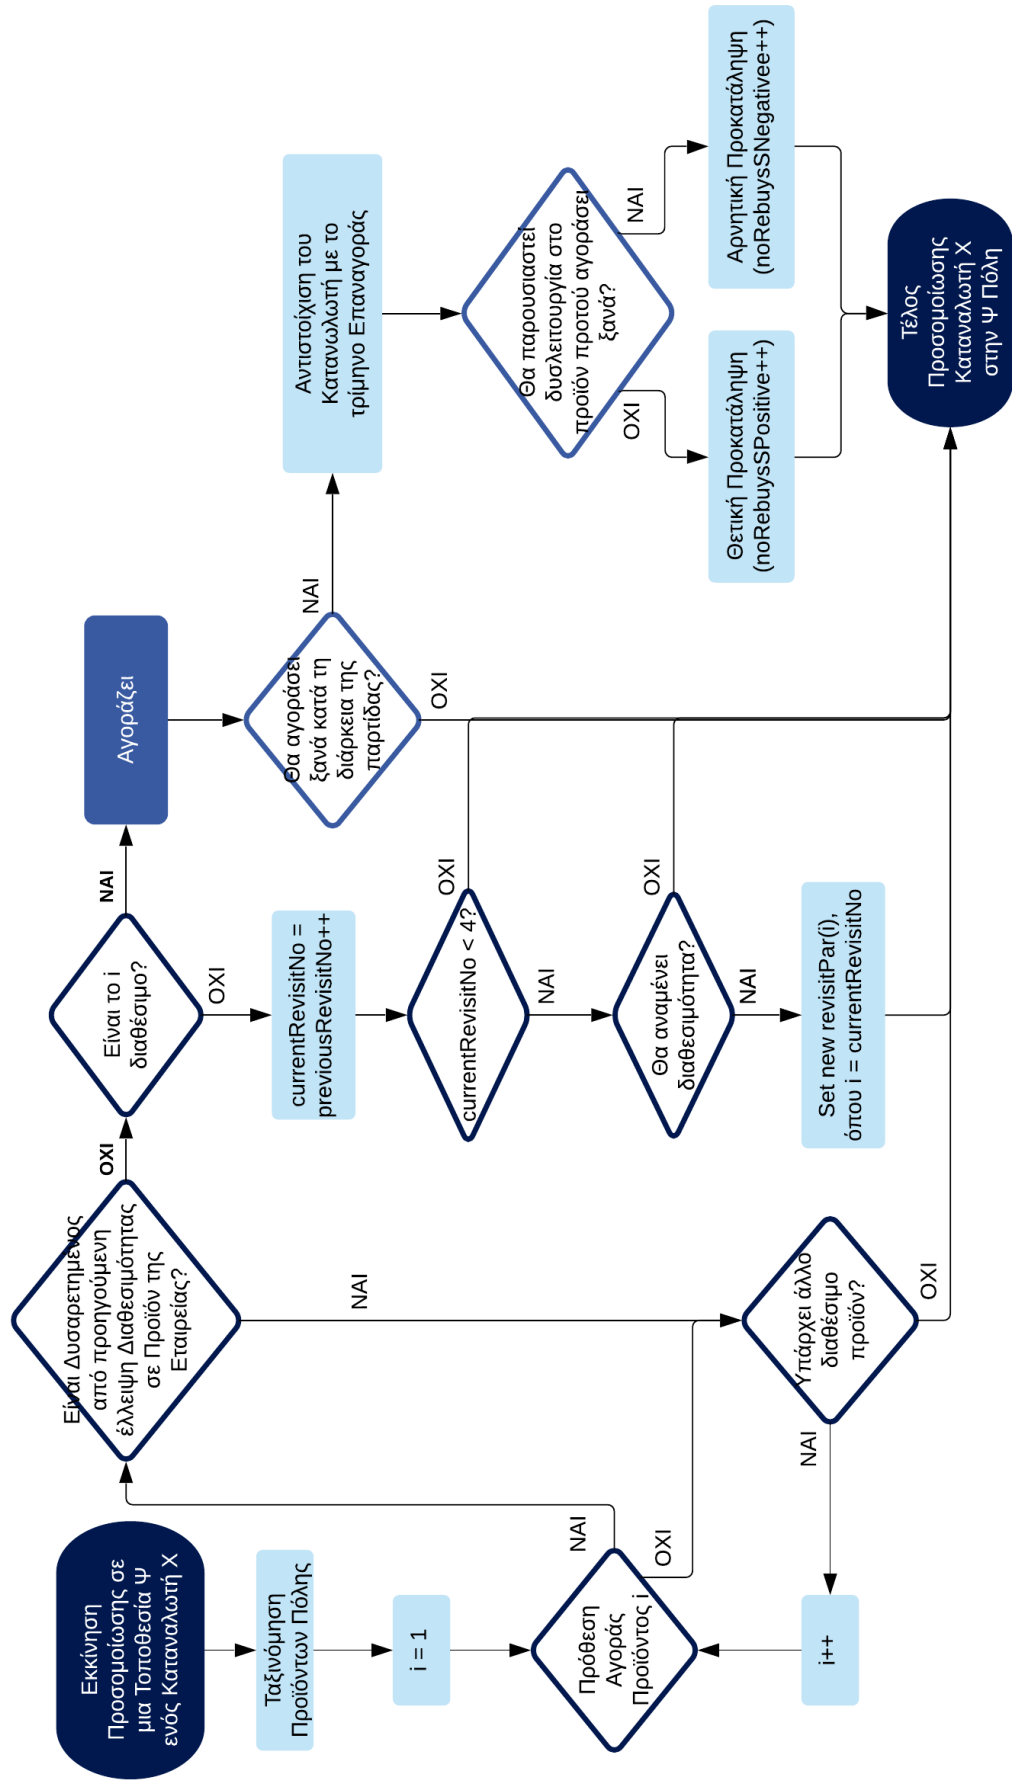 Εκκίνηση
Προσομοίωσης σε
μια Τοποθεσία Ψ
ενός Καταναλωτή Χ
Ταξινόμηση
Προϊόντων Πόλης
i = 1
Πρόθεση
Αγοράς
Προϊόντος i
ΝΑΙ
ΟΧΙ
i++
Είναι Δυσαρετημένος
από προηγούμενη
έλλειψη Διαθεσιμότητας
σε Προϊόν της
Εταιρείας?
ΟΧΙ
ΝΑΙ
Υπάρχει άλλο
διαθέσιμο
προϊόν?
ΝΑΙ
ΟΧΙ
Είναι το i
διαθέσιμο?
ΝΑΙ
ΟΧΙ
currentRevisitNo =
previousRevisitNo++
currentRevisitNo < 4?
ΟΧΙ
ΝΑΙ
Θα αναμένει
διαθεσιμότητα?
ΟΧΙ
ΝΑΙ
Set new revisitPar(i),
όπου i = currentRevisitNo
Αγοράζει
Θα αγοράσει
ξανά κατά τη
διάρκεια της
παρτίδας?
ΝΑΙ
ΟΧΙ
Αντιστοίχιση του
Κατανωλωτή με το
τρίμηνο Επαναγοράς
Θα παρουσιαστεί
δυσλειτουργία στο
προϊόν προτού αγοράσει
ξανά?
ΟΧΙ
ΝΑΙ
Θετική Προκατάληψη
(noRebuysSPositive++)
Αρνητική Προκατάληψη
(noRebuysSNegativee++)
Τέλος
Προσομοίωσης
Καταναλωτή Χ
στην Ψ Πόλη